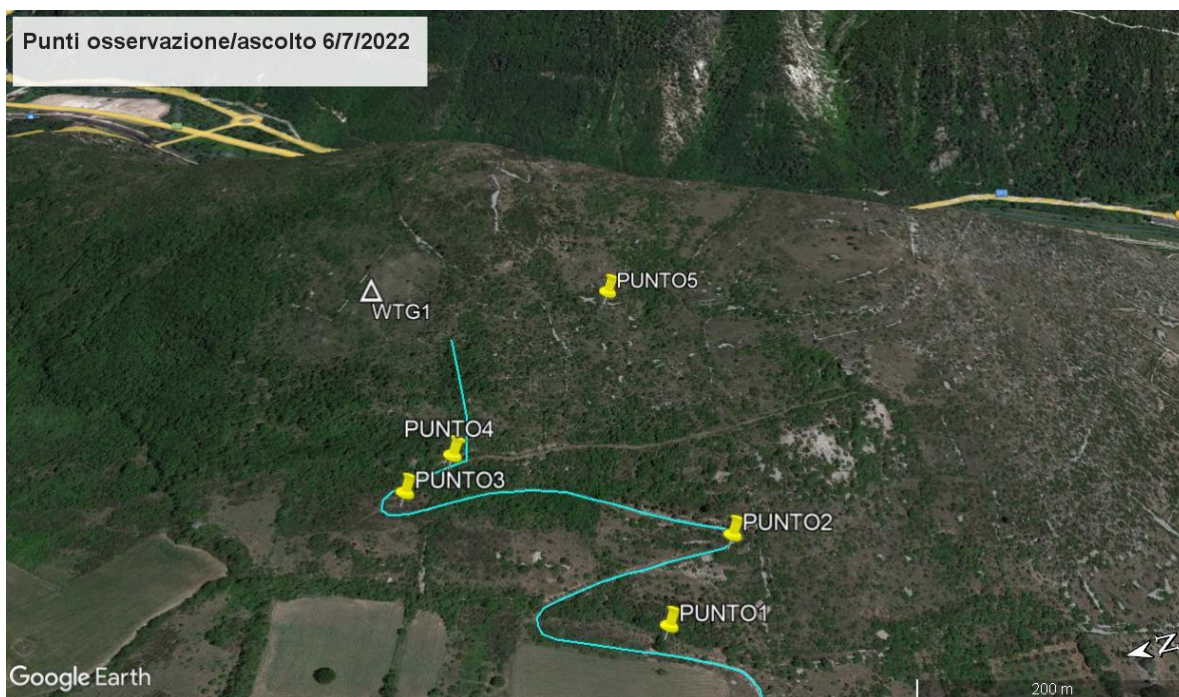 Punti osservazione/ascolto 6/7/2022
PUNTO5
WTG1
PUNTO4
PUNTO3
PUNTO2
PUNTO1
N
Google Earth
200 m